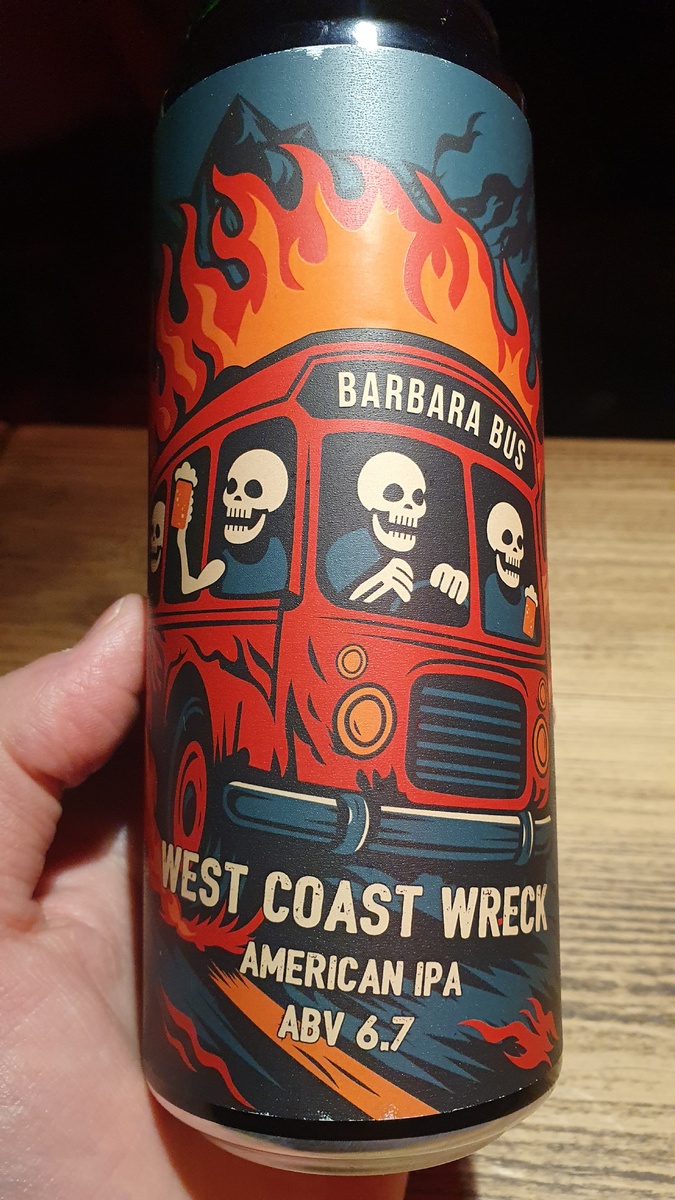 BARBARA BUS
WEST COAST WRECK
AMERICAN IPA
ABV 6.7